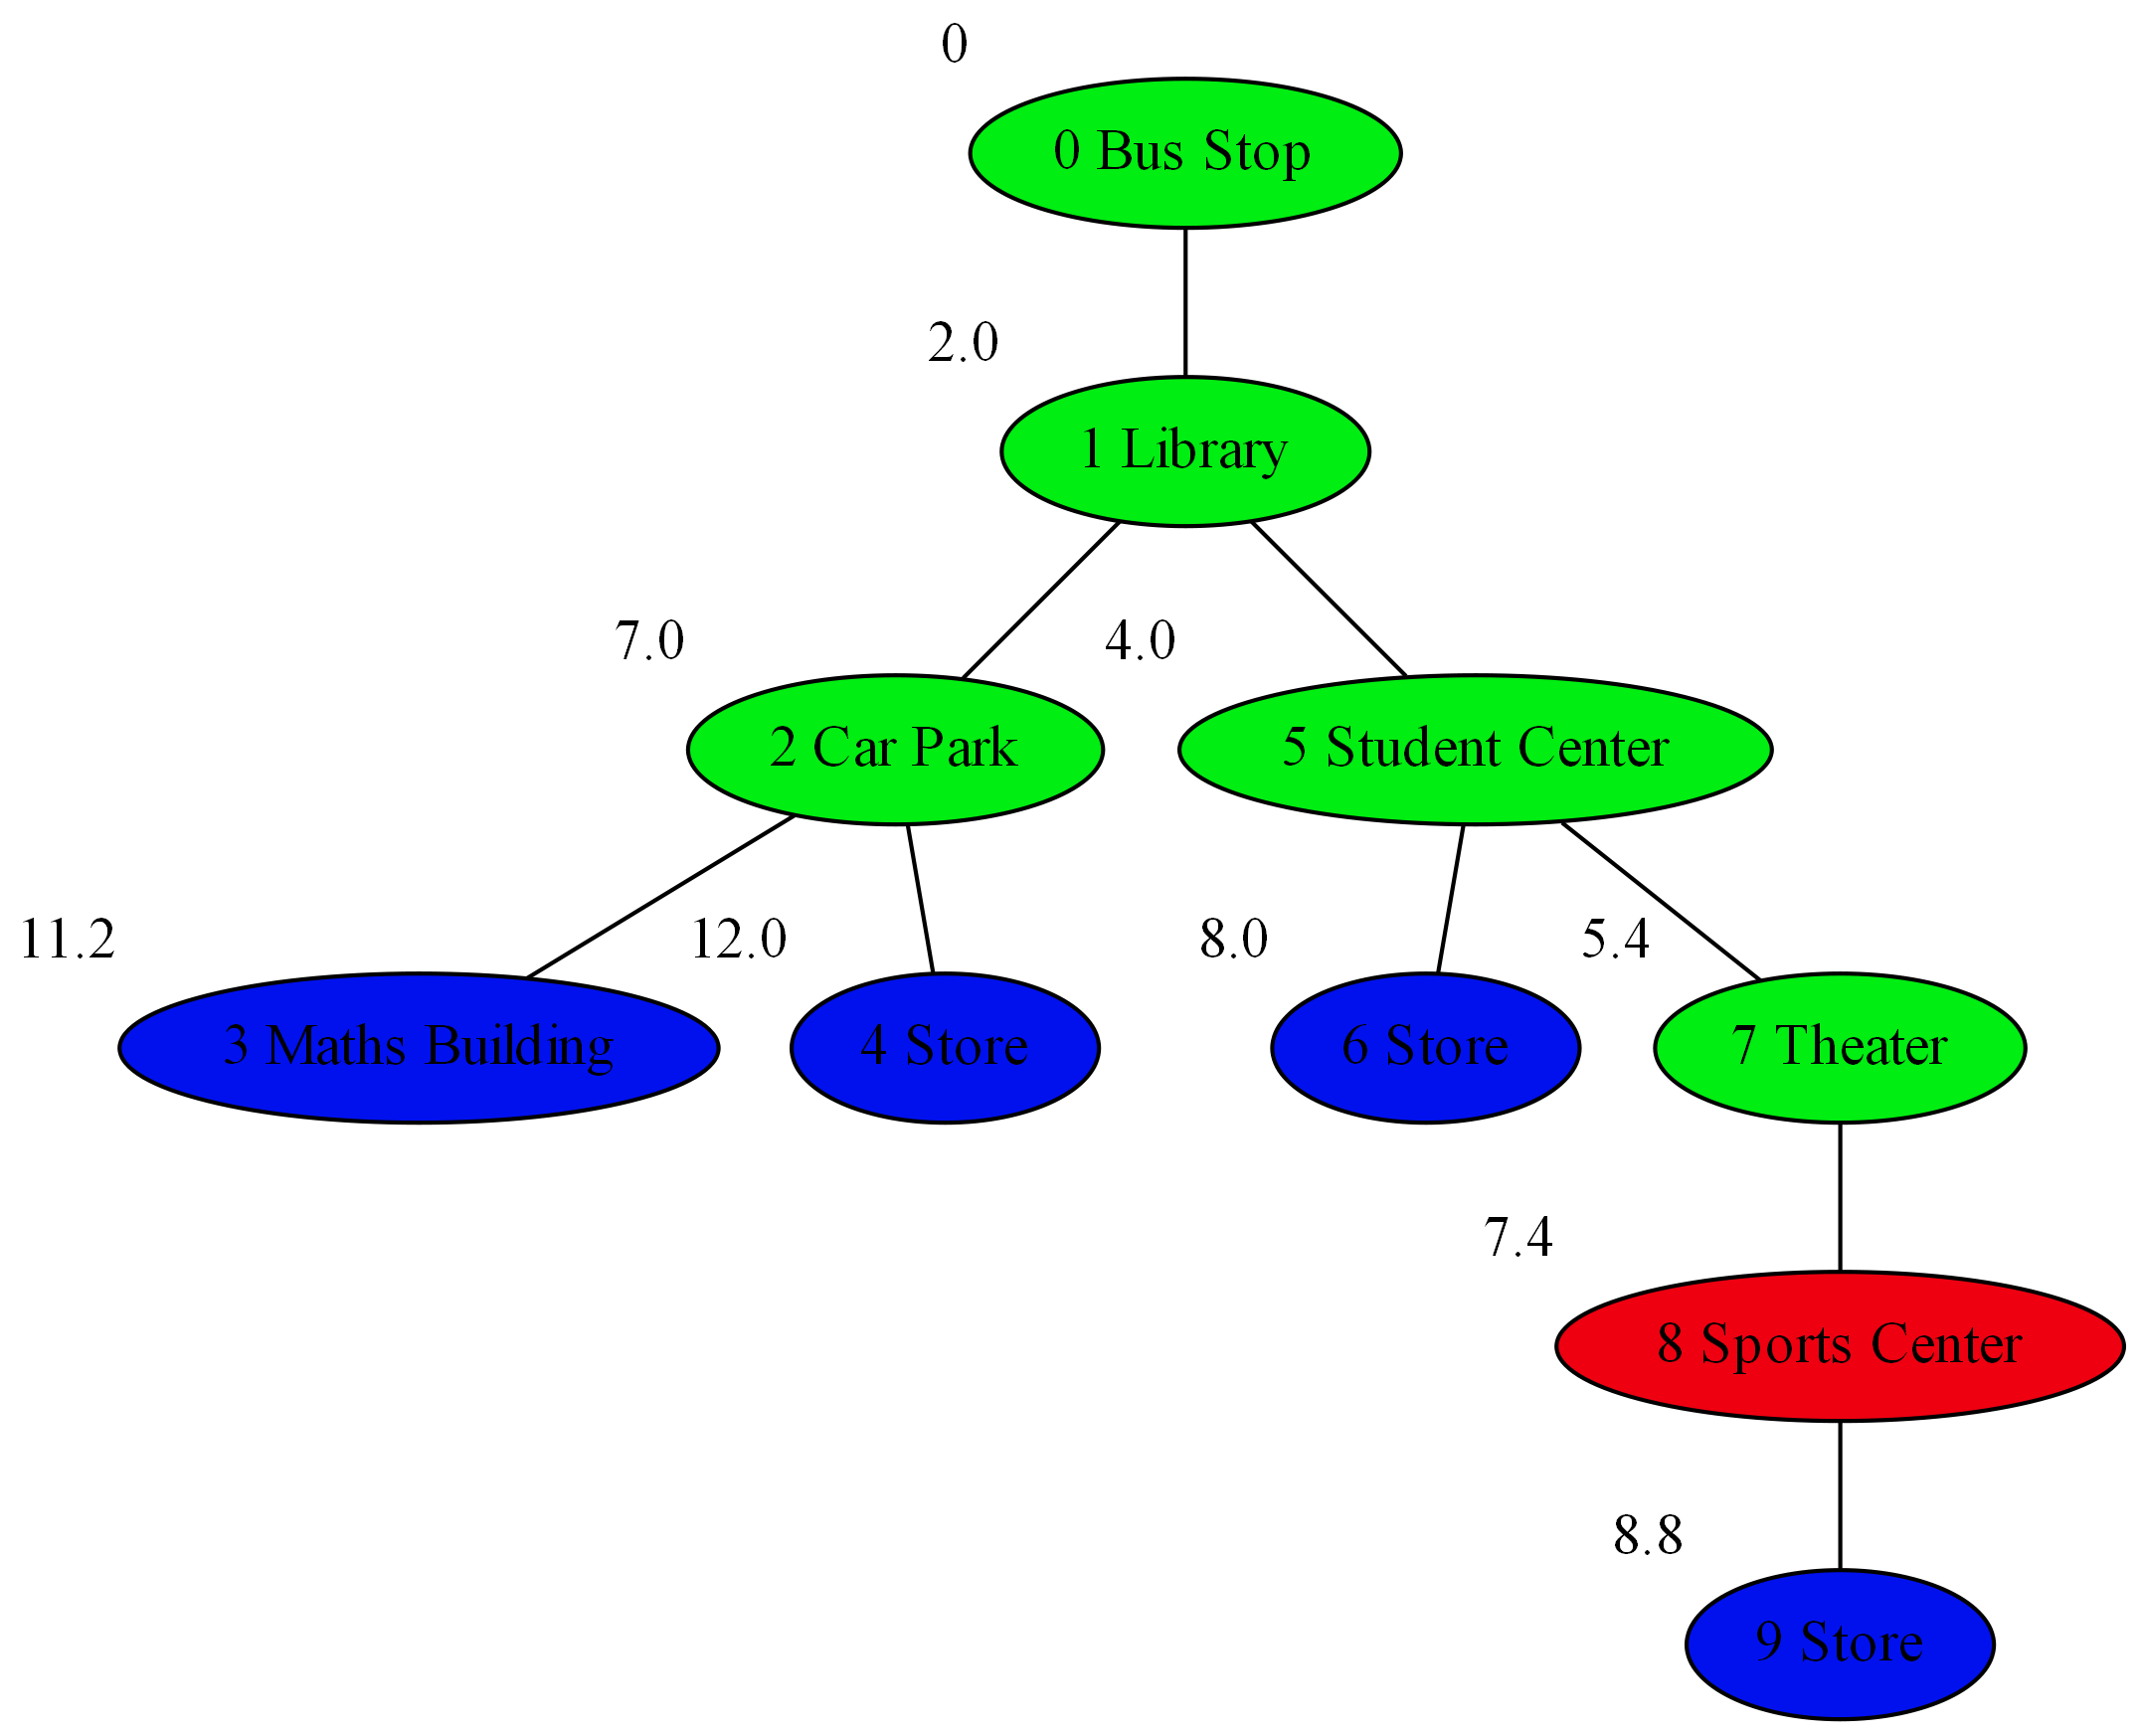 0
0 Bus Stop
2.0
1 Library
7.0
4.0
2 Car Park
5 Student Center
11.2
12.0
8.0
5.4
3 Maths Building
4 Store
6 Store
7 Theater
7.4
8 Sports Center
8.8
9 Store